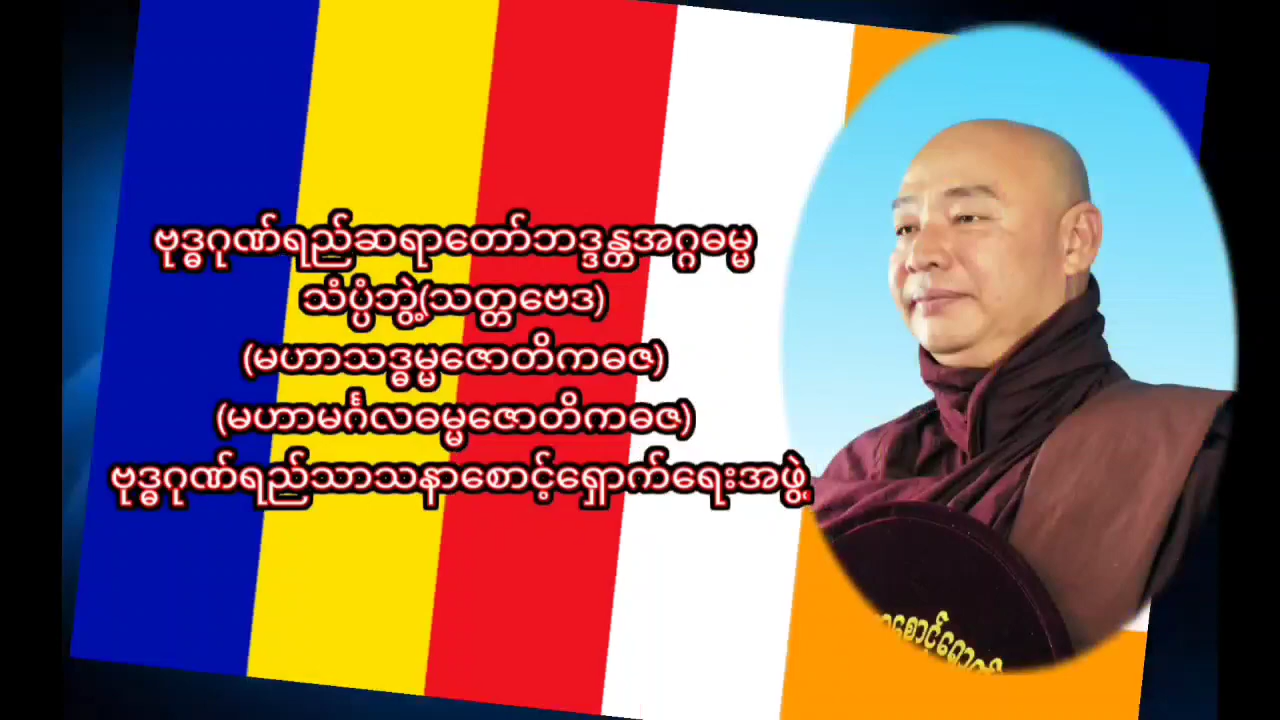 ဗုဒ္ဓဂုဏ်ရည်ဆရာတော်ဘဒ္ဒန္တအဂ္ဂဓမ္မ
သံပ္ပံဘွဲ့(သတ္တဗေဒ)
(မဟာသဒ္ဓမ္မဇောတိကဓဇ)
(မဟာမင်္ဂလဓမ္မဇောတိကဓဇ)
ဗုဒ္ဓဂုဏ်ရည်သာသနာစောင့်ရှောက်ရေးအဖွဲ့